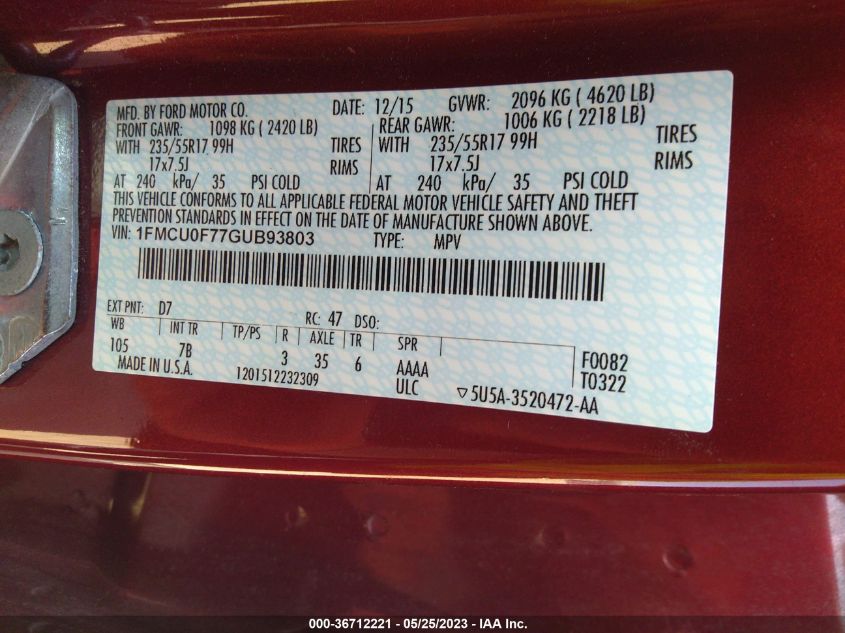 MFD. BY FORD MOTOR CO. DATE: 12/15 GVWR: 2096 KG ( 4620 LB)
FRONT GAWR: 1098 KG ( 2420 LB) REAR GAWR: 1006 KG ( 2218 LB)
WITH 235/55R17 99H TIRES WITH 235/55R17 99H TIRES
17x7.5J RIMS 17x7.5J RIMS
AT 240 kPa/ 35 PSI COLD AT 240 kPa/ 35 PSI COLD
THIS VEHICLE CONFORMS TO ALL APPLICABLE FEDERAL MOTOR VEHICLE SAFETY AND THEFT
PREVENTION STANDARDS IN EFFECT ON THE DATE OF MANUFACTURE SHOWN ABOVE.
VIN: 1FMCU0F77GUB93803 TYPE: MPV
EXT PNT: D7 RC: 47 DSO:
WB INT TR TP/PS R AXLE TR SPR
105 7B 3 35 6 AAAA F0082
MADE IN U.S.A. 1201512232309 ULC T0322
▽5U5A-3520472-AA
000-36712221 - 05/25/2023 - IAA Inc.